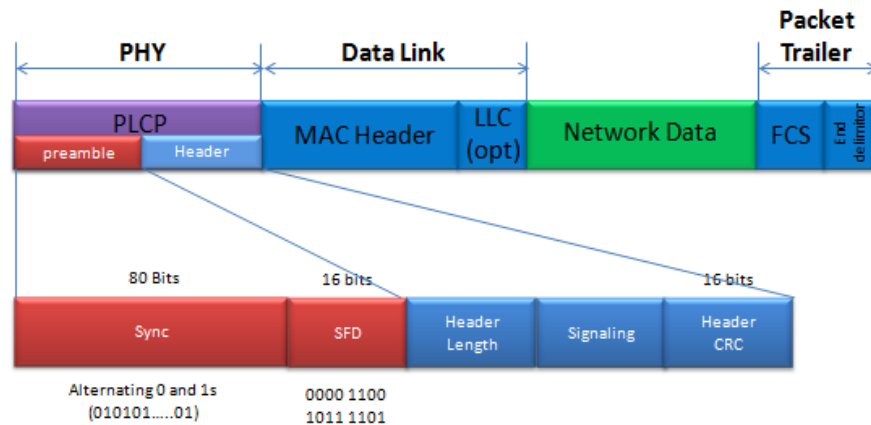 PHY
Data Link
Packet
Trailer
PLCP
preamble
Header
MAC Header
LLC
(opt)
Network Data
FCS
End
delimitor
80 Bits
16 bits
16 bits
Sync
SFD
Header
Length
Signaling
Header
CRC
Alternating 0 and 1s
(010101.....01)
0000 1100
1011 1101